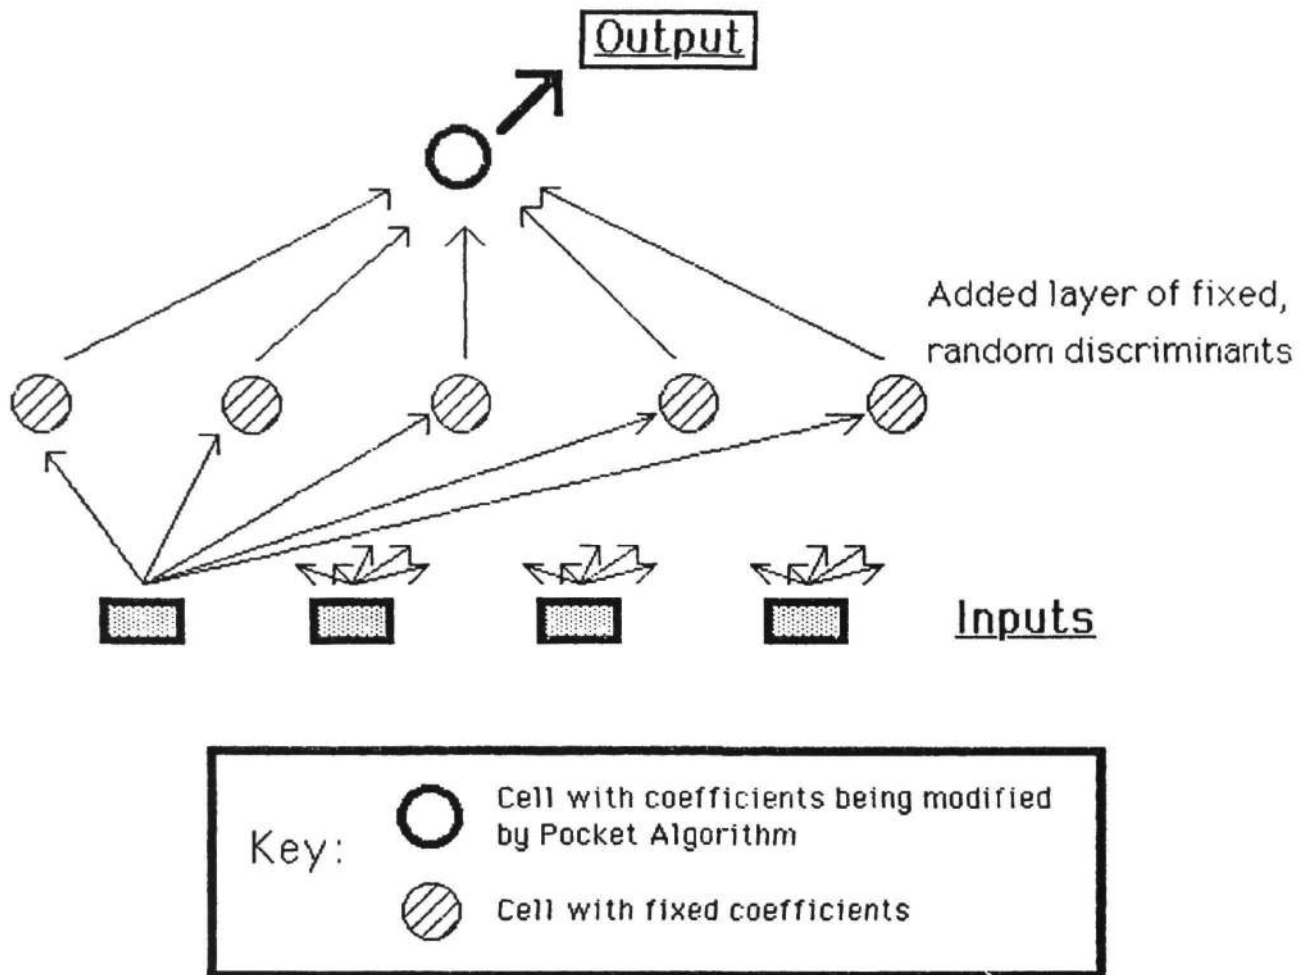 Output
Added layer of fixed,
random discriminants
Inputs
Key:
Cell with coefficients being modified
by Pocket Algorithm
Cell with fixed coefficients